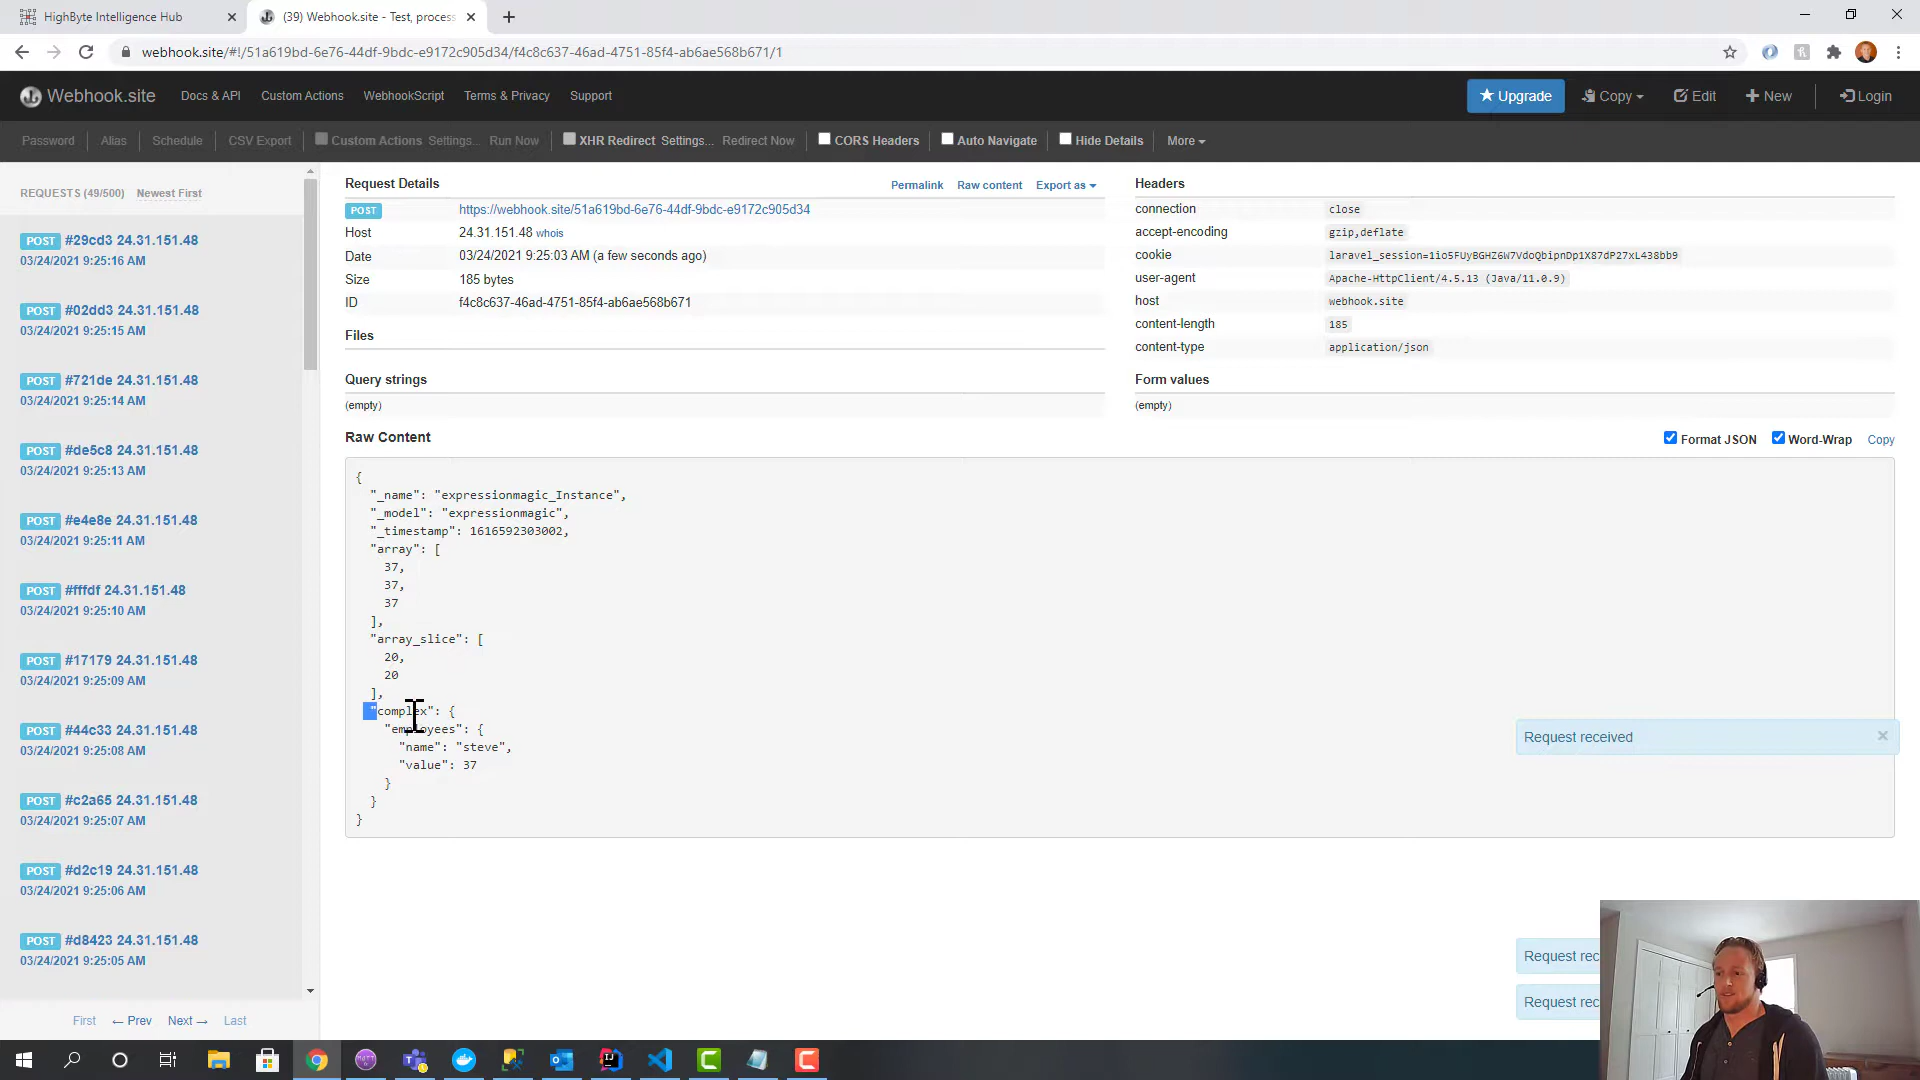 HighByte Intelligence Hub
(39) Webhook.site - Test, process
webhook.site/#!/51a619bd-6e76-44df-9bdc-e9172c905d34/f4c8c637-46ad-4751-85f4-ab6ae568b671/1
Webhook.site Docs & API Custom Actions WebhookScript Terms & Privacy Support Upgrade Copy Edit New Login
Password Alias Schedule CSV Export Custom Actions Settings... Run Now XHR Redirect Settings... Redirect Now CORS Headers Auto Navigate Hide Details More
REQUESTS (49/500) Newest First
POST #29cd3 24.31.151.48
03/24/2021 9:25:16 AM
POST #02dd3 24.31.151.48
03/24/2021 9:25:15 AM
POST #721de 24.31.151.48
03/24/2021 9:25:14 AM
POST #de5c8 24.31.151.48
03/24/2021 9:25:13 AM
POST #e4e8e 24.31.151.48
03/24/2021 9:25:11 AM
POST #fffdf 24.31.151.48
03/24/2021 9:25:10 AM
POST #17179 24.31.151.48
03/24/2021 9:25:09 AM
POST #44c33 24.31.151.48
03/24/2021 9:25:08 AM
POST #c2a65 24.31.151.48
03/24/2021 9:25:07 AM
POST #d2c19 24.31.151.48
03/24/2021 9:25:06 AM
POST #d8423 24.31.151.48
03/24/2021 9:25:05 AM
First ← Prev Next → Last
Request Details Permalink Raw content Export as
POST https://webhook.site/51a619bd-6e76-44df-9bdc-e9172c905d34
Host 24.31.151.48 whois
Date 03/24/2021 9:25:03 AM (a few seconds ago)
Size 185 bytes
ID f4c8c637-46ad-4751-85f4-ab6ae568b671
Files
Query strings
(empty)
Headers
connection close
accept-encoding gzip,deflate
cookie laravel_session=1io5FUyBGHZ6W7VdoQbipnDp1X87dP27xL438bb9
user-agent Apache-HttpClient/4.5.13 (Java/11.0.9)
host webhook.site
content-length 185
content-type application/json
Form values
(empty)
Raw Content Format JSON Word-Wrap Copy
{
"_name": "expressionmagic_Instance",
"_model": "expressionmagic",
"_timestamp": 1616592303002,
"array": [
37,
37,
37
],
"array_slice": [
20,
20
],
"complex": {
"employees": {
"name": "steve",
"value": 37
}
}
}
Request received ×
Request rec
Request rec